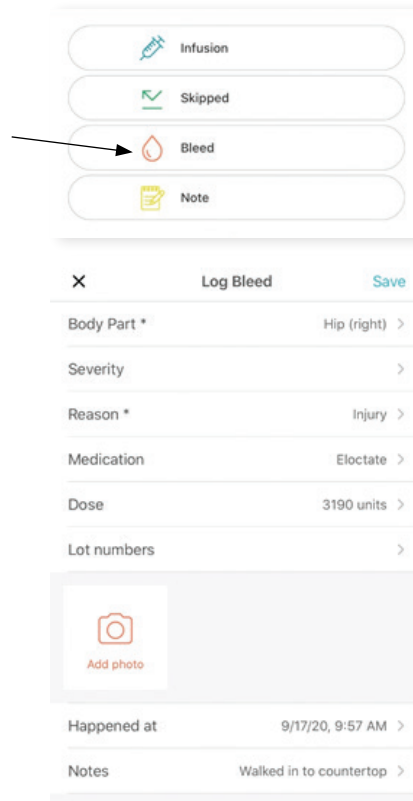 Infusion
Skipped
Bleed
Note
Log Bleed Save
Body Part * Hip (right)
Severity
Reason * Injury
Medication Eloctate
Dose 3190 units
Lot numbers
Add photo
Happened at 9/17/20, 9:57 AM
Notes Walked in to countertop